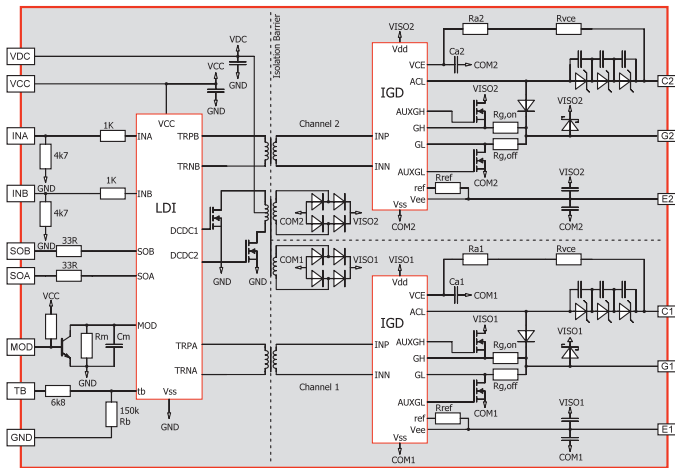 VDC
VCC
INA
INB
SOB
SOA
MOD
TB
GND
VDC
VCC
GND
GND
1K
4k7
GND
1K
4k7
GND
33R
33R
VCC
Rm
Cm
GND
6k8
150k
Rb
LDI
VCC
INA
INB
SOB
SOA
MOD
tb
Vss
GND
TRPB
TRNB
DCDC1
DCDC2
TRPA
TRNA
GND
GND
Isolation Barrier
Channel 2
COM2
VISO2
COM1
VISO1
Channel 1
VISO2
Vdd
IGD
INP
INN
VCE
ACL
AUXGH
GH
GL
AUXGL
ref
Vee
Vss
COM2
Ra2
Rvce
Ca2
COM2
VISO2
Rg,on
Rg,off
COM2
Rref
VISO2
VISO2
COM2
C2
G2
E2
VISO1
Vdd
IGD
INP
INN
VCE
ACL
AUXGH
GH
GL
AUXGL
ref
Vee
Vss
COM1
Ra1
Rvce
Ca1
COM1
VISO1
Rg,on
Rg,off
COM1
Rref
VISO1
VISO1
COM1
C1
G1
E1